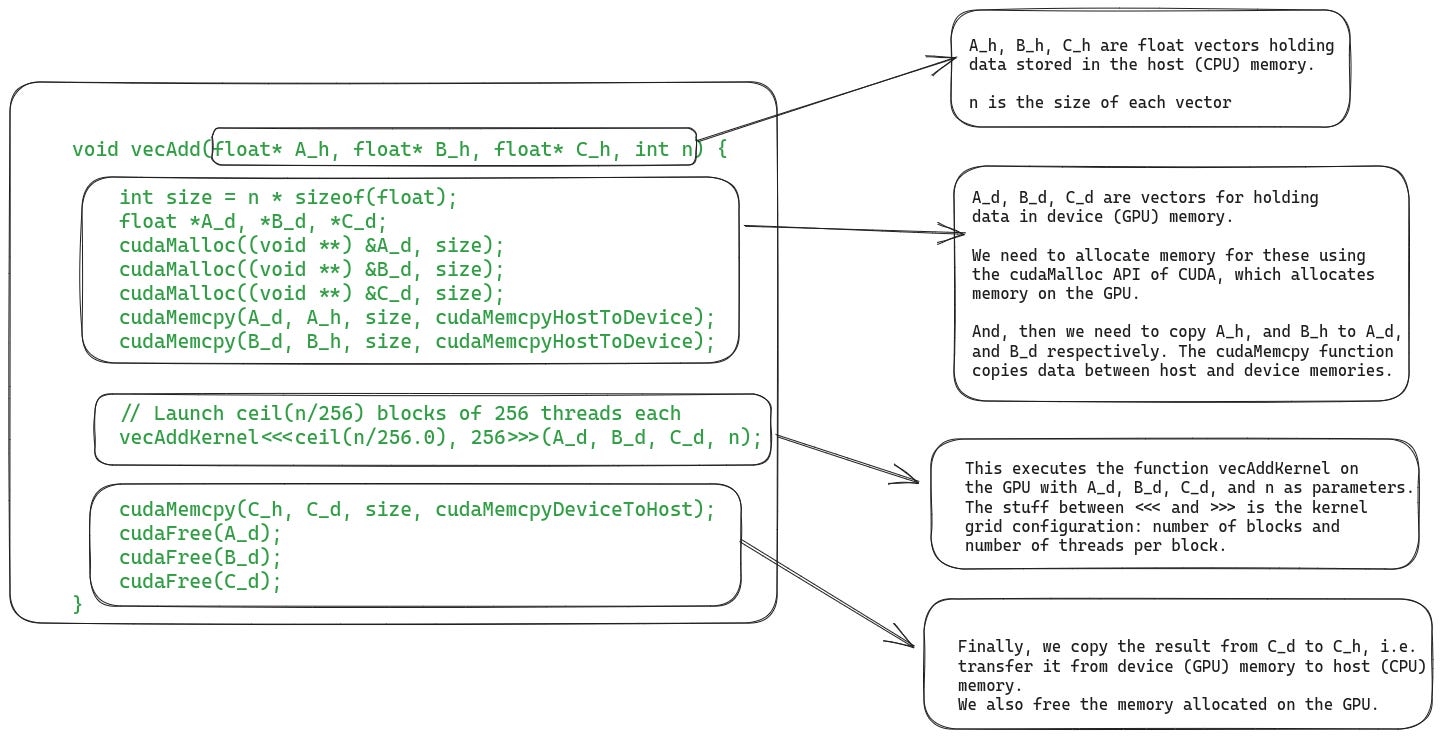 void vecAdd(float* A_h, float* B_h, float* C_h, int n) {
int size = n * sizeof(float);
float *A_d, *B_d, *C_d;
cudaMalloc((void **) &A_d, size);
cudaMalloc((void **) &B_d, size);
cudaMalloc((void **) &C_d, size);
cudaMemcpy(A_d, A_h, size, cudaMemcpyHostToDevice);
cudaMemcpy(B_d, B_h, size, cudaMemcpyHostToDevice);
// Launch ceil(n/256) blocks of 256 threads each
vecAddKernel<<<ceil(n/256.0), 256>>>(A_d, B_d, C_d, n);
cudaMemcpy(C_h, C_d, size, cudaMemcpyDeviceToHost);
cudaFree(A_d);
cudaFree(B_d);
cudaFree(C_d);
}
A_h, B_h, C_h are float vectors holding
data stored in the host (CPU) memory.
n is the size of each vector
A_d, B_d, C_d are vectors for holding
data in device (GPU) memory.
We need to allocate memory for these using
the cudaMalloc API of CUDA, which allocates
memory on the GPU.
And, then we need to copy A_h, and B_h to A_d,
and B_d respectively. The cudaMemcpy function
copies data between host and device memories.
This executes the function vecAddKernel on
the GPU with A_d, B_d, C_d, and n as parameters.
The stuff between <<< and >>> is the kernel
grid configuration: number of blocks and
number of threads per block.
Finally, we copy the result from C_d to C_h, i.e.
transfer it from device (GPU) memory to host (CPU)
memory.
We also free the memory allocated on the GPU.